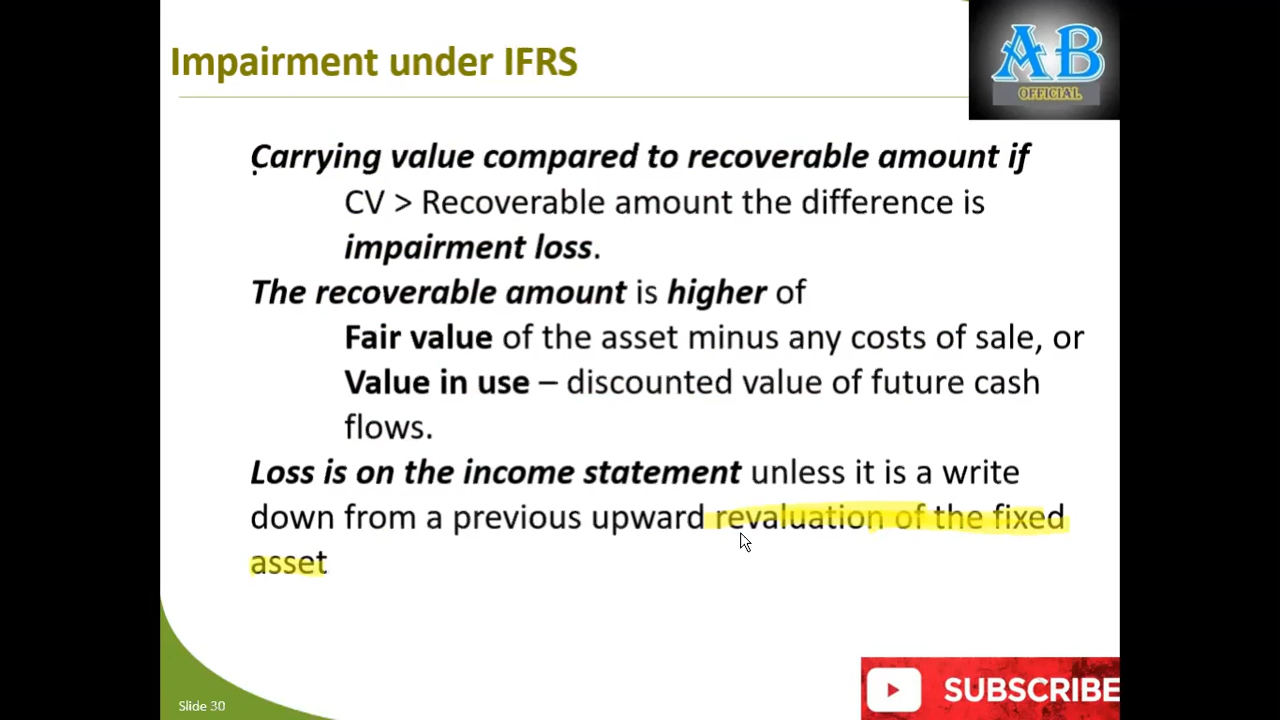 Impairment under IFRS
AB
OFFICIAL
Carrying value compared to recoverable amount if
CV > Recoverable amount the difference is
impairment loss.
The recoverable amount is higher of
Fair value of the asset minus any costs of sale, or
Value in use – discounted value of future cash
flows.
Loss is on the income statement unless it is a write
down from a previous upward revaluation of the fixed
asset
Slide 30
SUBSCRIBE